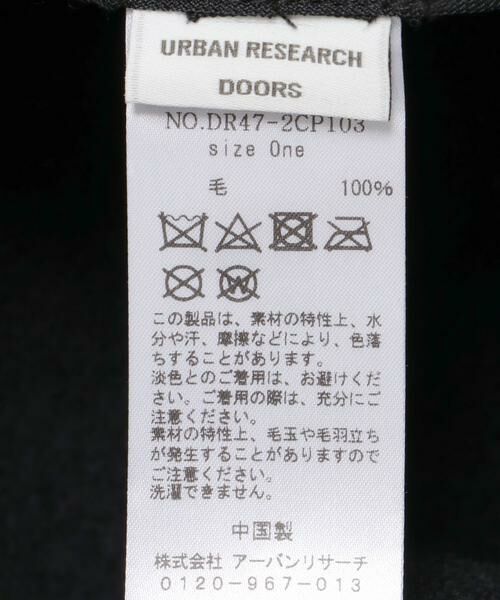 URBAN RESEARCH
DOORS
NO.DR47-2CP103
size One
毛 100%
W
この製品は、素材の特性上、水
分や汗、摩擦などにより、色落
ちすることがあります。
淡色とのご着用は、お避けくだ
さい。ご着用の際は、充分にご
注意ください。
素材の特性上、毛玉や毛羽立ち
が発生することがありますので
ご注意ください。
洗濯できません。
中国製
株式会社 アーバンリサーチ
0120-967-013